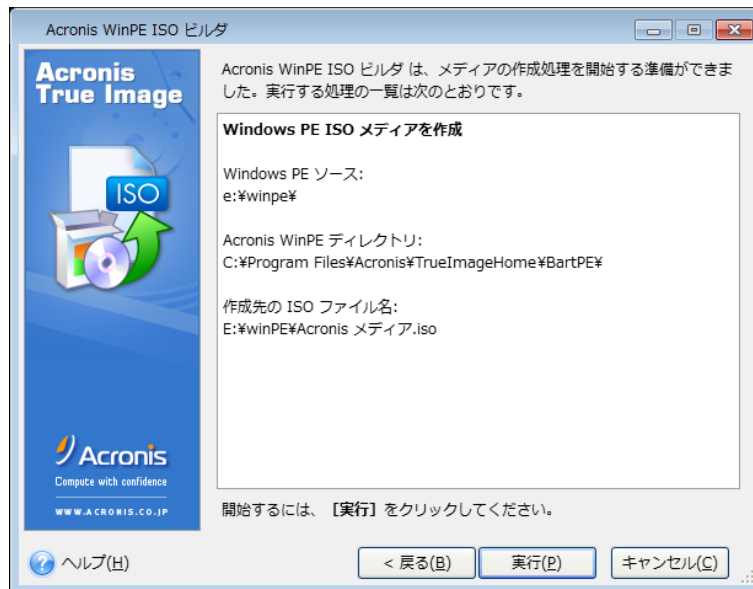 Acronis WinPE ISO ビルダ
Acronis
True Image
ISO
Acronis
Compute with confidence
WWW.ACRONIS.CO.JP
Acronis WinPE ISO ビルダ は、メディアの作成処理を開始する準備ができま
した。実行する処理の一覧は次のとおりです。
Windows PE ISO メディアを作成
Windows PE ソース:
e:¥winpe¥
Acronis WinPE ディレクトリ:
C:¥Program Files¥Acronis¥TrueImageHome¥BartPE¥
作成先の ISO ファイル名:
E:¥winPE¥Acronis メディア.iso
開始するには、 [実行] をクリックしてください。
ヘルプ(H)
< 戻る(B)
実行(P)
キャンセル(C)